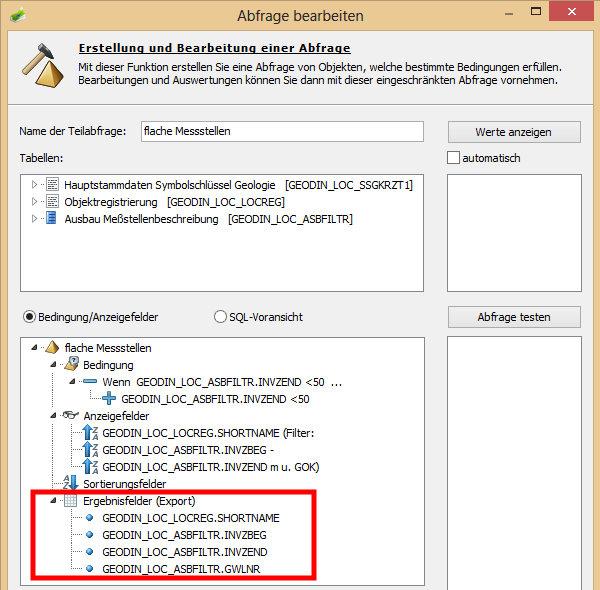 Abfrage bearbeiten
Erstellung und Bearbeitung einer Abfrage
Mit dieser Funktion erstellen Sie eine Abfrage von Objekten, welche bestimmte Bedingungen erfüllen.
Bearbeitungen und Auswertungen können Sie dann mit dieser eingeschränkten Abfrage vornehmen.
Name der Teilabfrage: flache Messstellen Werte anzeigen
Tabellen: automatisch
Hauptstammdaten Symbolschlüssel Geologie [GEODIN_LOC_SSGKRZT1]
Objektregistrierung [GEODIN_LOC_LOCREG]
Ausbau Meßstellenbeschreibung [GEODIN_LOC_ASBFILTR]
Bedingung/Anzeigefelder SQL-Voransicht Abfrage testen
flache Messstellen
Bedingung
Wenn GEODIN_LOC_ASBFILTR.INVZEND <50 ...
GEODIN_LOC_ASBFILTR.INVZEND <50
Anzeigefelder
GEODIN_LOC_LOCREG.SHORTNAME (Filter:
GEODIN_LOC_ASBFILTR.INVZBEG -
GEODIN_LOC_ASBFILTR.INVZEND m u. GOK)
Sortierungsfelder
Ergebnisfelder (Export)
GEODIN_LOC_LOCREG.SHORTNAME
GEODIN_LOC_ASBFILTR.INVZBEG
GEODIN_LOC_ASBFILTR.INVZEND
GEODIN_LOC_ASBFILTR.GWLNR